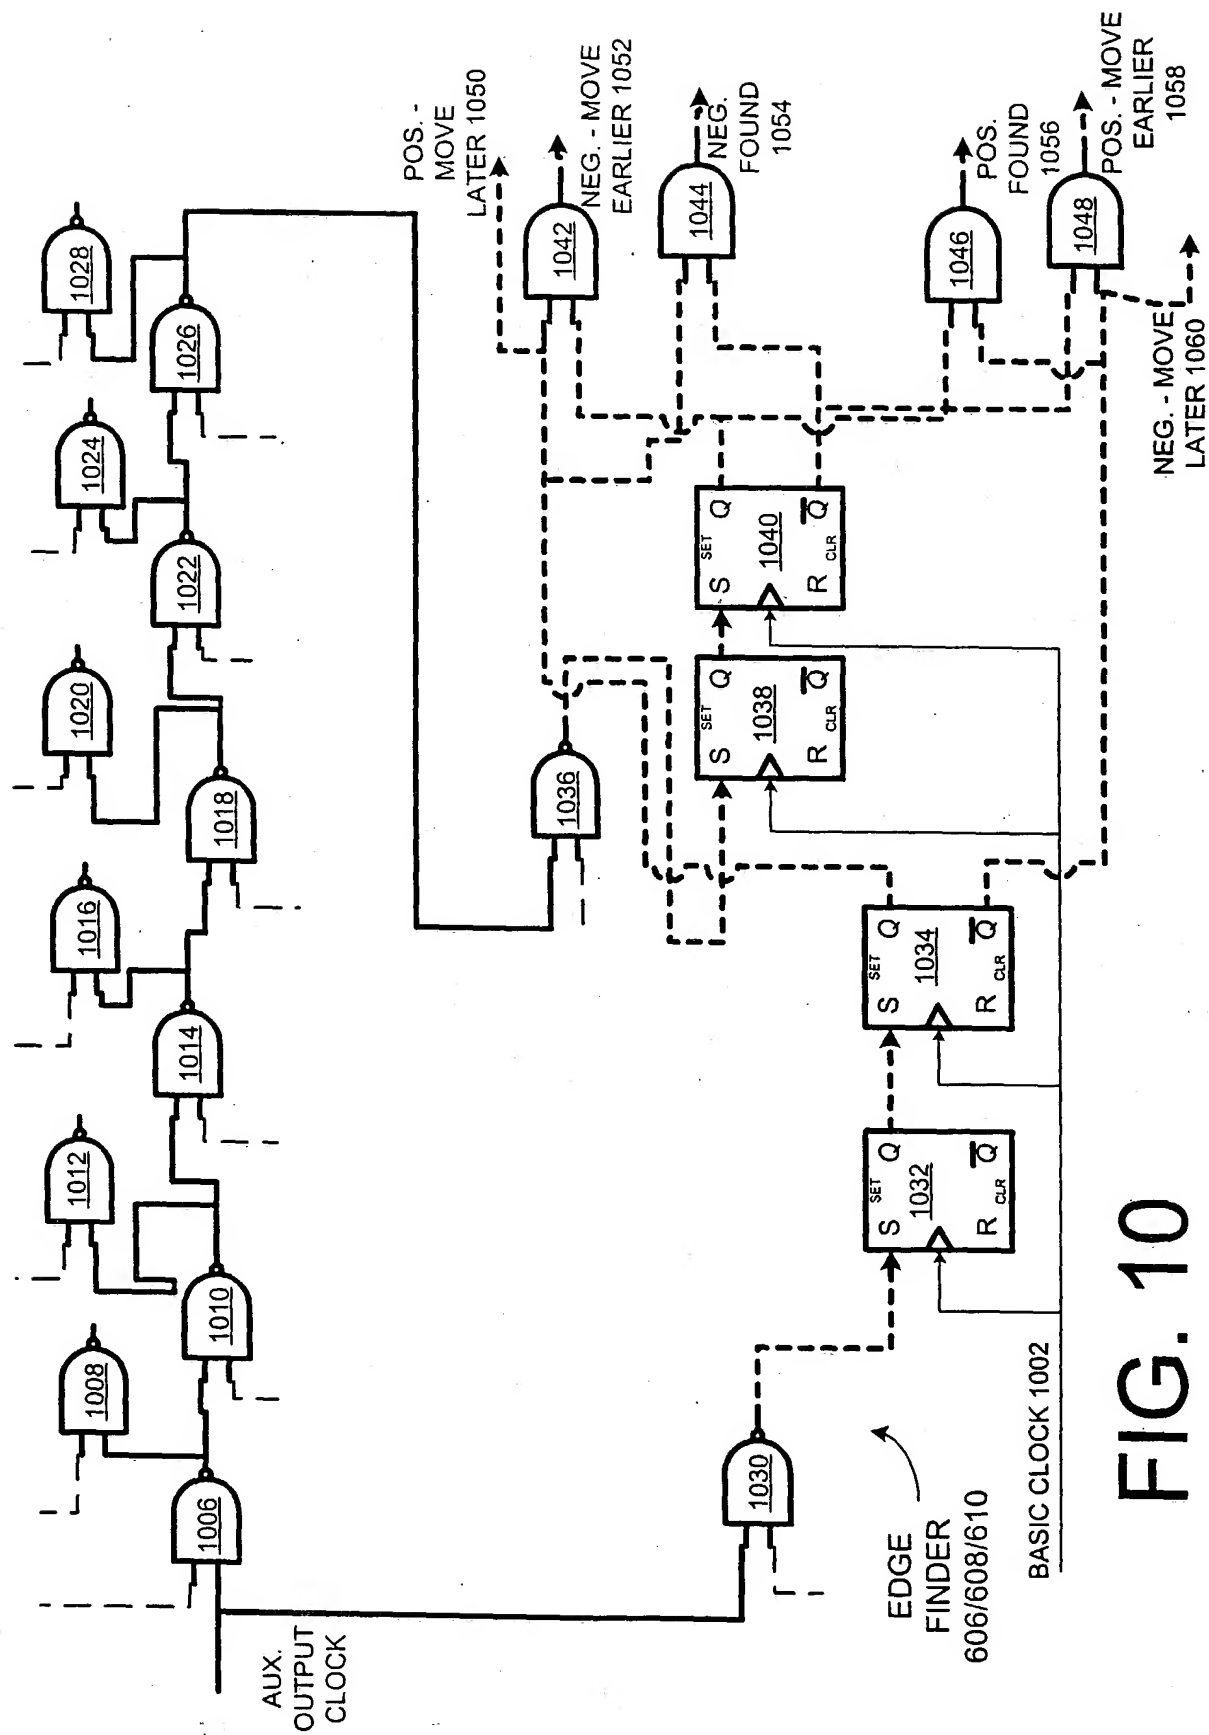 1028
1024
1020
1016
1012
1008
1026
1022
1018
1014
1010
1006
AUX.
OUTPUT
CLOCK
POS. -
MOVE
LATER 1050
1042
NEG. - MOVE
EARLIER 1052
1036
1044
NEG.
FOUND
1054
1030
S
SET
Q
1038
R
CLR
Q
S
SET
Q
1040
R
CLR
Q
S
SET
Q
1032
R
CLR
Q
S
SET
Q
1034
R
CLR
Q
1046
POS.
FOUND
1056
1048
POS. - MOVE
EARLIER
1058
NEG. - MOVE
LATER 1060
EDGE
FINDER
606/608/610
BASIC CLOCK 1002
FIG. 10